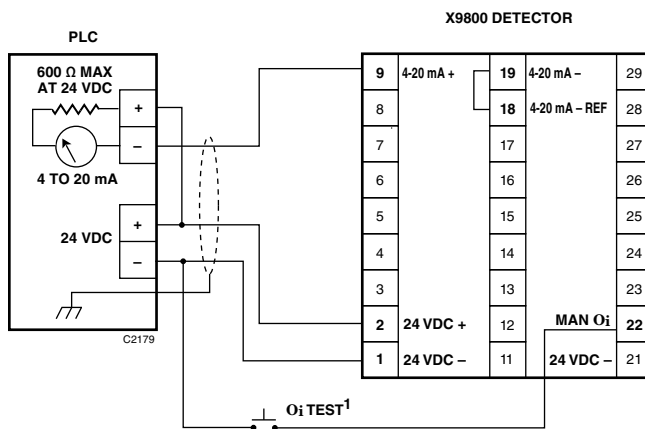 X9800 DETECTOR
PLC
600 Ω MAX
AT 24 VDC
+
–
4 TO 20 mA
+
24 VDC
–
C2179
9 4-20 mA + 19 4-20 mA – 29
8 18 4-20 mA – REF 28
7 17 27
6 16 26
5 15 25
4 14 24
3 13 23
2 24 VDC + 12 MAN Oi 22
1 24 VDC – 11 24 VDC – 21
Oi TEST1